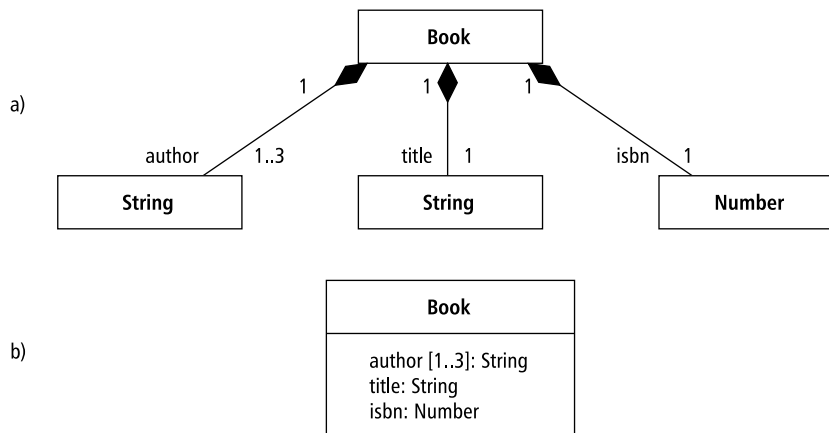 Book
1 1 1
a)
author 1..3 title 1 isbn 1
String String Number
Book
b)
author [1..3]: String
title: String
isbn: Number